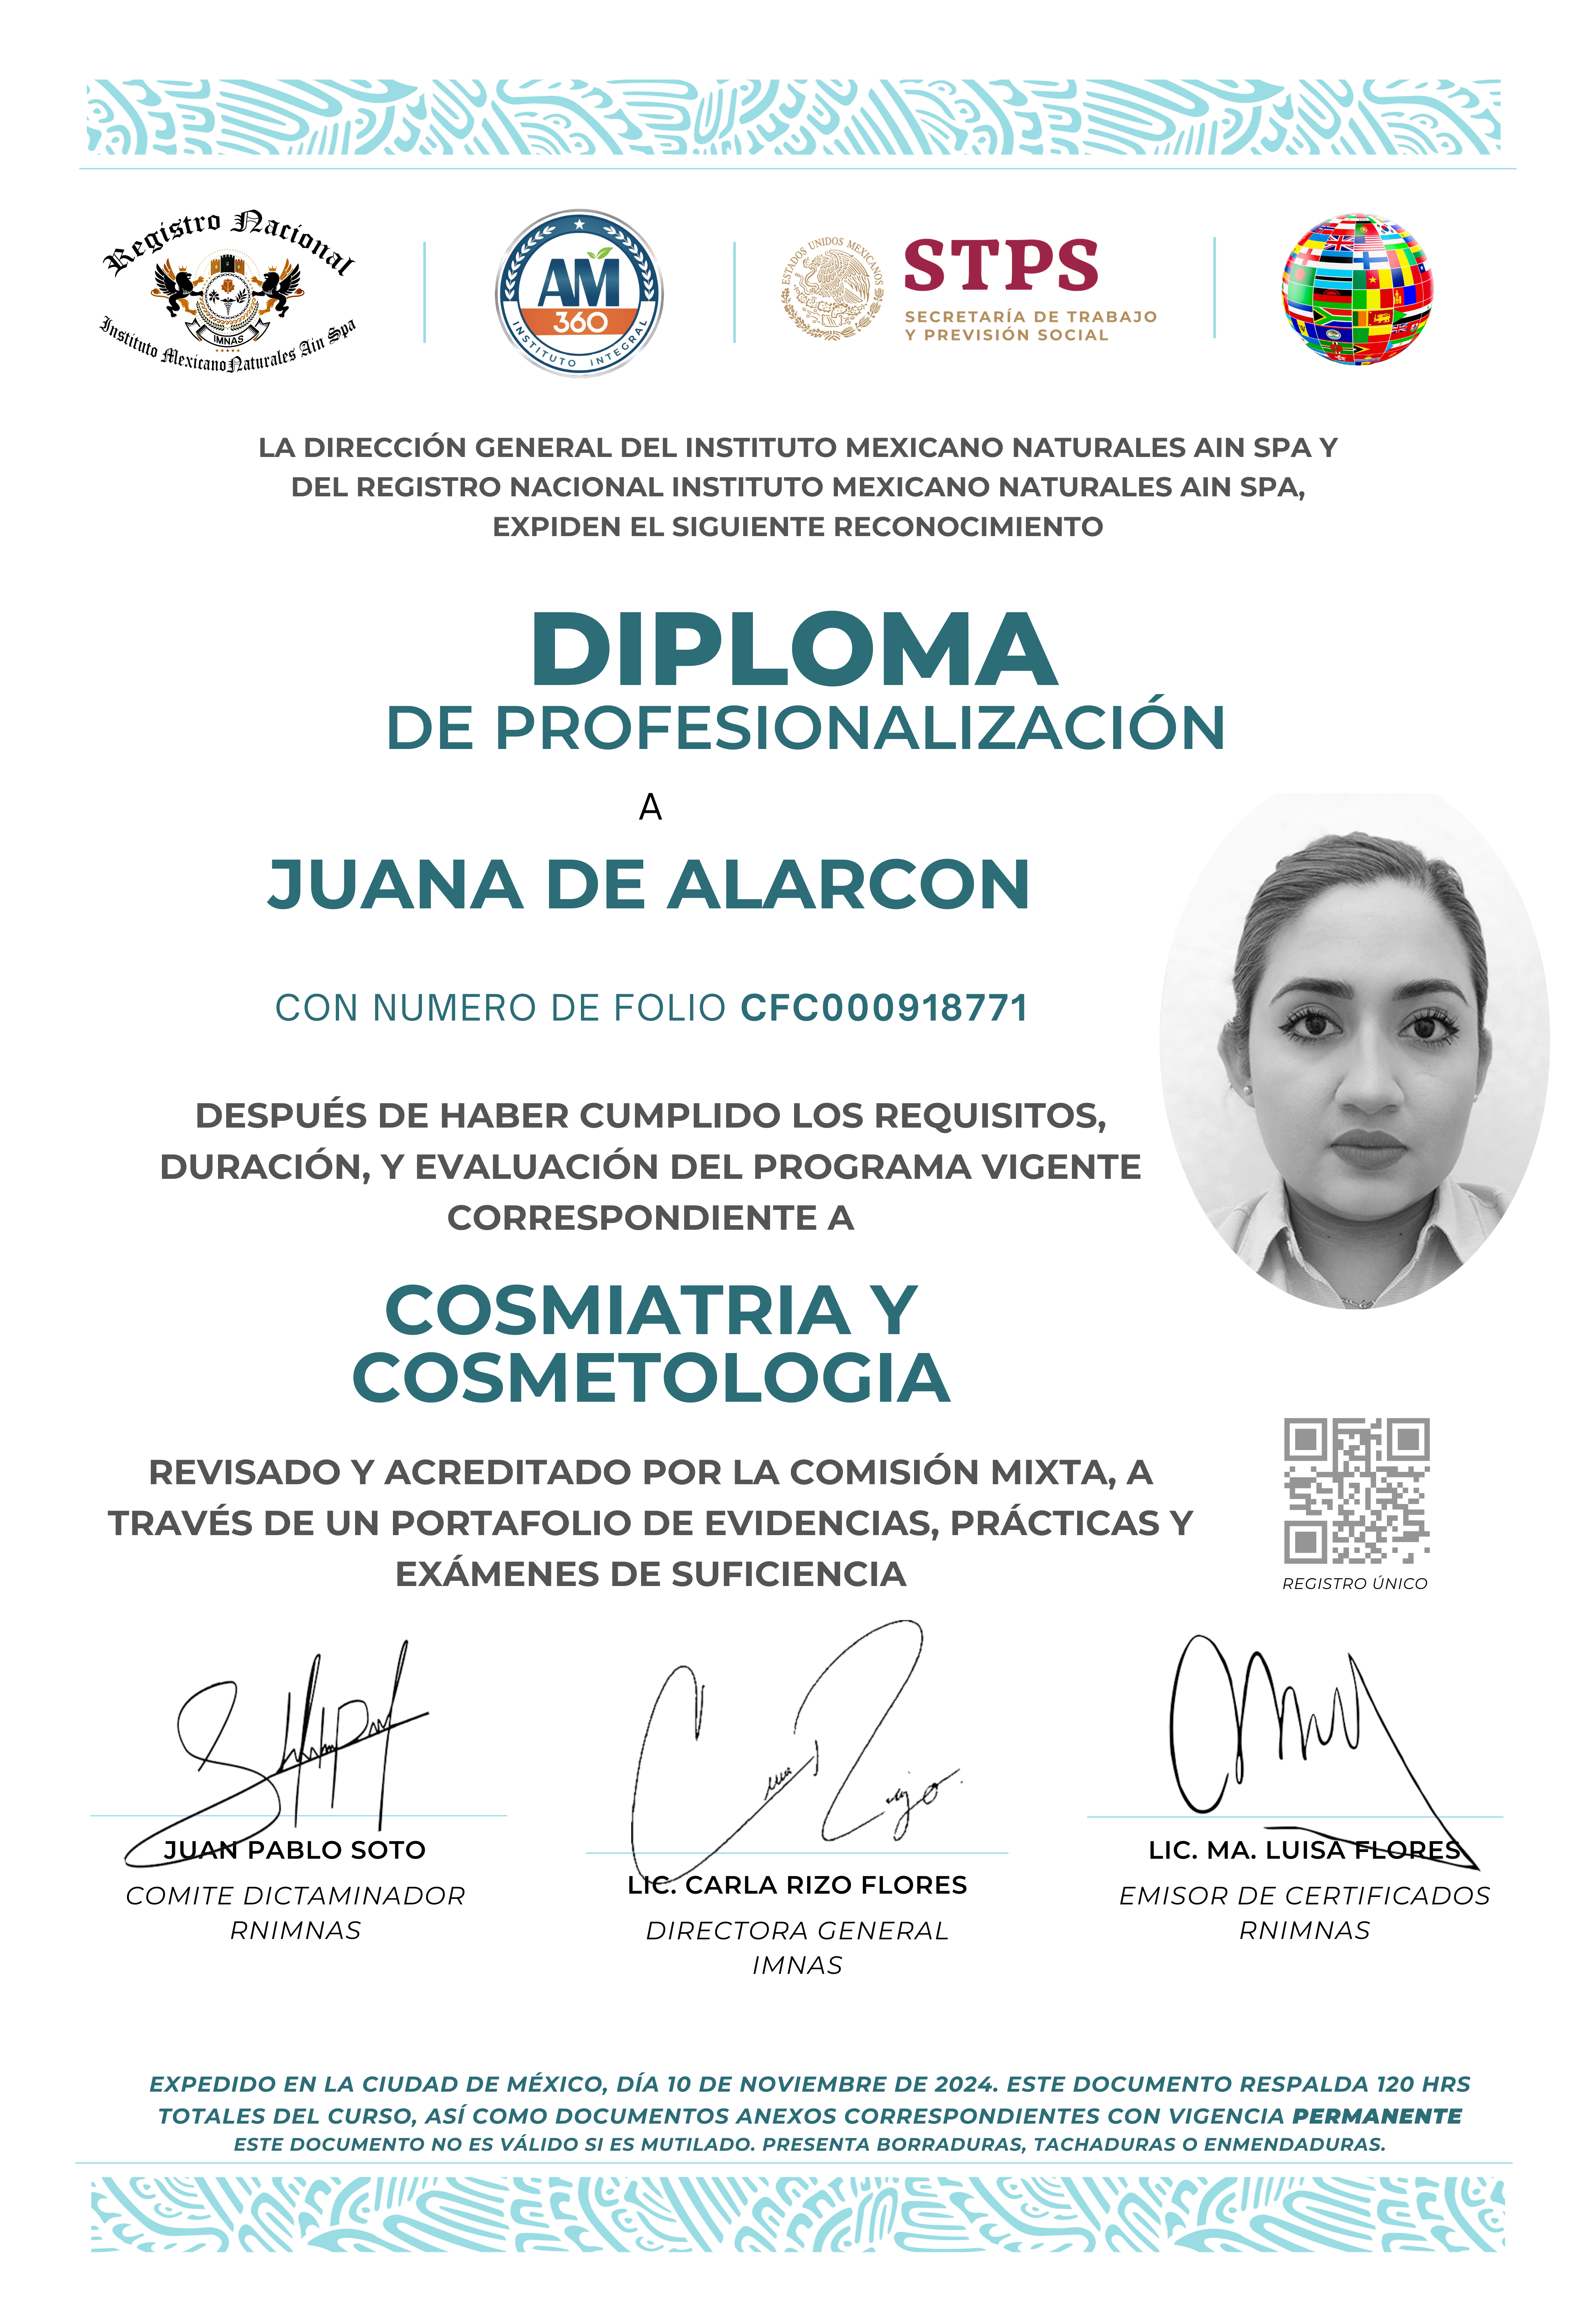 Registro Nacional
IMNAS
Instituto Mexicano Naturales Ain Spa
AM
360
INSTITUTO INTEGRAL
ESTADOS UNIDOS MEXICANOS
STPS
SECRETARÍA DE TRABAJO
Y PREVISIÓN SOCIAL
LA DIRECCIÓN GENERAL DEL INSTITUTO MEXICANO NATURALES AIN SPA Y
DEL REGISTRO NACIONAL INSTITUTO MEXICANO NATURALES AIN SPA,
EXPIDEN EL SIGUIENTE RECONOCIMIENTO
DIPLOMA
DE PROFESIONALIZACIÓN
A
JUANA DE ALARCON
CON NUMERO DE FOLIO CFC000918771
DESPUÉS DE HABER CUMPLIDO LOS REQUISITOS,
DURACIÓN, Y EVALUACIÓN DEL PROGRAMA VIGENTE
CORRESPONDIENTE A
COSMIATRIA Y
COSMETOLOGIA
REVISADO Y ACREDITADO POR LA COMISIÓN MIXTA, A
TRAVÉS DE UN PORTAFOLIO DE EVIDENCIAS, PRÁCTICAS Y
EXÁMENES DE SUFICIENCIA
REGISTRO ÚNICO
JUAN PABLO SOTO
COMITE DICTAMINADOR
RNIMNAS
LIC. CARLA RIZO FLORES
DIRECTORA GENERAL
IMNAS
LIC. MA. LUISA FLORES
EMISOR DE CERTIFICADOS
RNIMNAS
EXPEDIDO EN LA CIUDAD DE MÉXICO, DÍA 10 DE NOVIEMBRE DE 2024. ESTE DOCUMENTO RESPALDA 120 HRS
TOTALES DEL CURSO, ASÍ COMO DOCUMENTOS ANEXOS CORRESPONDIENTES CON VIGENCIA PERMANENTE
ESTE DOCUMENTO NO ES VÁLIDO SI ES MUTILADO. PRESENTA BORRADURAS, TACHADURAS O ENMENDADURAS.